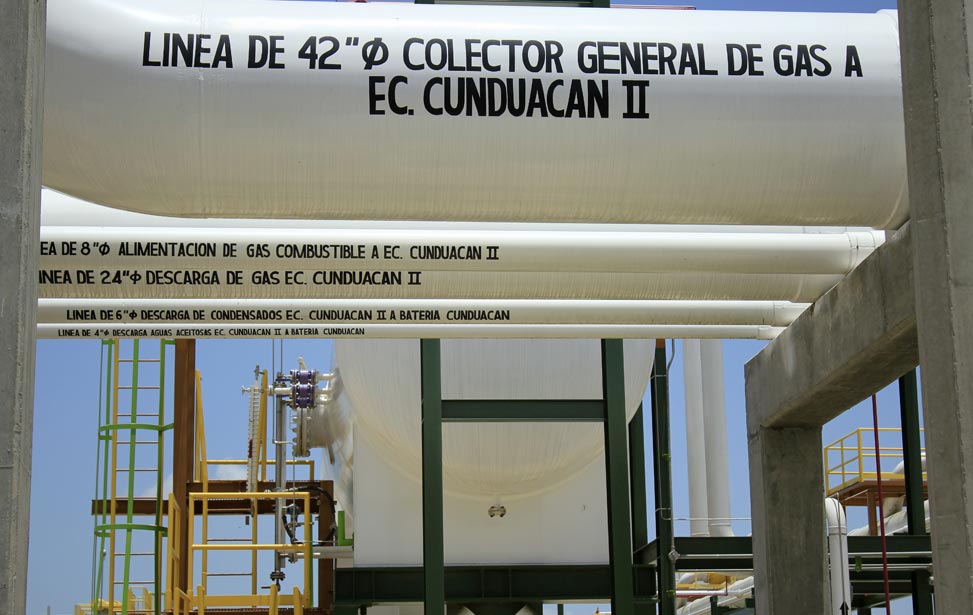 LINEA DE 42"Ø COLECTOR GENERAL DE GAS A
EC. CUNDUACAN II
EA DE 8"Ø ALIMENTACION DE GAS COMBUSTIBLE A EC. CUNDUACAN II
INEA DE 24"Ø DESCARGA DE GAS EC. CUNDUACAN II
LINEA DE 6"Ø DESCARGA DE CONDENSADOS EC. CUNDUACAN II A BATERIA CUNDUACAN
LINEA DE 4"Ø DESCARGA AGUAS ACEITOSAS EC. CUNDUACAN II A BATERIA CUNDUACAN